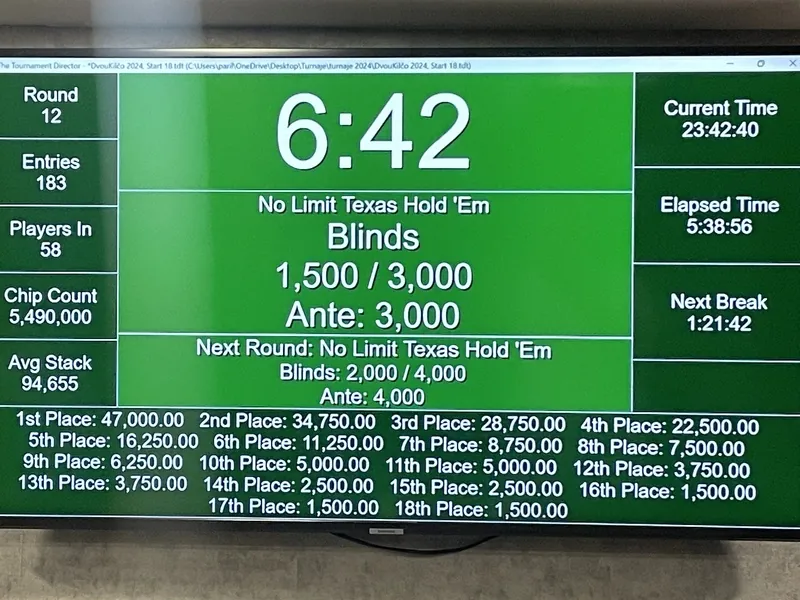 The Tournament Director - *DvouKilčo 2024, Start 18.tdt (C:\Users\paril\OneDrive\Desktop\Turnaje\turnaje 2024\DvouKilčo 2024, Start 18.tdt)
Round
12
Entries
183
Players In
58
Chip Count
5,490,000
Avg Stack
94,655
6:42
No Limit Texas Hold 'Em
Blinds
1,500 / 3,000
Ante: 3,000
Next Round: No Limit Texas Hold 'Em
Blinds: 2,000 / 4,000
Ante: 4,000
Current Time
23:42:40
Elapsed Time
5:38:56
Next Break
1:21:42
1st Place: 47,000.00 2nd Place: 34,750.00 3rd Place: 28,750.00 4th Place: 22,500.00
5th Place: 16,250.00 6th Place: 11,250.00 7th Place: 8,750.00 8th Place: 7,500.00
9th Place: 6,250.00 10th Place: 5,000.00 11th Place: 5,000.00 12th Place: 3,750.00
13th Place: 3,750.00 14th Place: 2,500.00 15th Place: 2,500.00 16th Place: 1,500.00
17th Place: 1,500.00 18th Place: 1,500.00